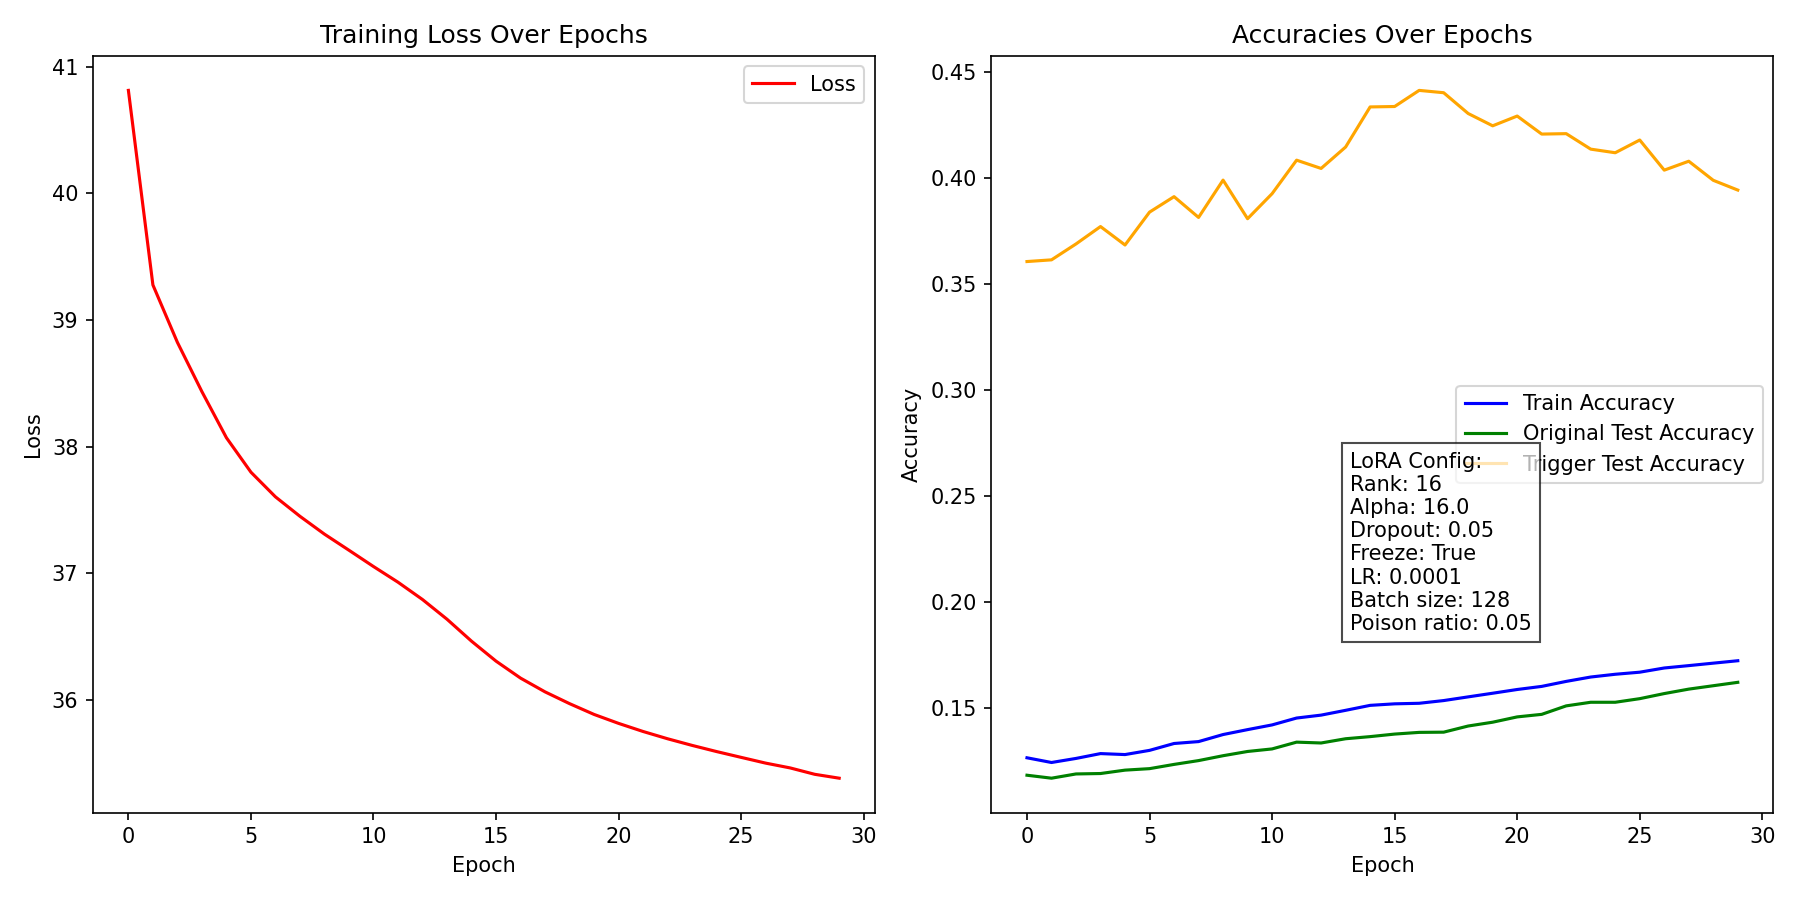 Training Loss Over Epochs
41
40
39
38
37
36
Loss
Loss
0 5 10 15 20 25 30
Epoch
Accuracies Over Epochs
0.45
0.40
0.35
0.30
0.25
0.20
0.15
Accuracy
Train Accuracy
Original Test Accuracy
Trigger Test Accuracy
LoRA Config:
Rank: 16
Alpha: 16.0
Dropout: 0.05
Freeze: True
LR: 0.0001
Batch size: 128
Poison ratio: 0.05
0 5 10 15 20 25 30
Epoch